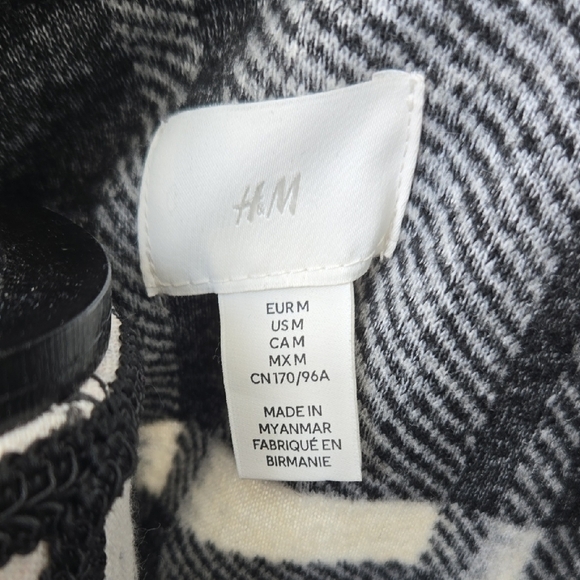 H&M
EUR M
US M
CA M
MX M
CN 170/96A
MADE IN
MYANMAR
FABRIQUÉ EN
BIRMANIE